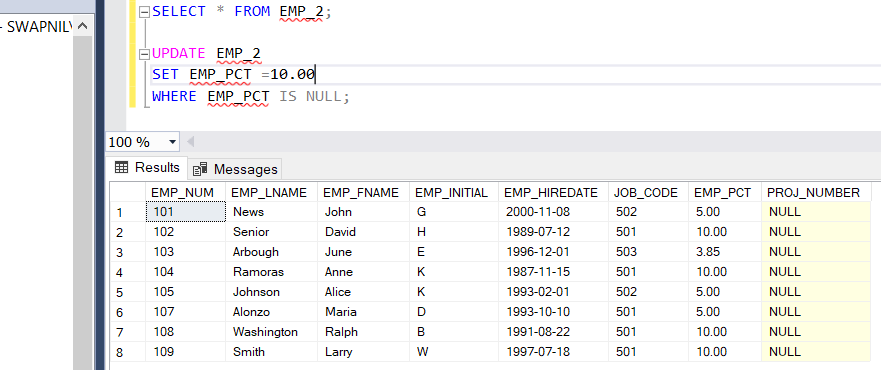 - SWAPNILV
SELECT * FROM EMP_2;
UPDATE EMP_2
SET EMP_PCT =10.00
WHERE EMP_PCT IS NULL;
100 %
Results Messages
EMP_NUM EMP_LNAME EMP_FNAME EMP_INITIAL EMP_HIREDATE JOB_CODE EMP_PCT PROJ_NUMBER
1 101 News John G 2000-11-08 502 5.00 NULL
2 102 Senior David H 1989-07-12 501 10.00 NULL
3 103 Arbough June E 1996-12-01 503 3.85 NULL
4 104 Ramoras Anne K 1987-11-15 501 10.00 NULL
5 105 Johnson Alice K 1993-02-01 502 5.00 NULL
6 107 Alonzo Maria D 1993-10-10 501 5.00 NULL
7 108 Washington Ralph B 1991-08-22 501 10.00 NULL
8 109 Smith Larry W 1997-07-18 501 10.00 NULL